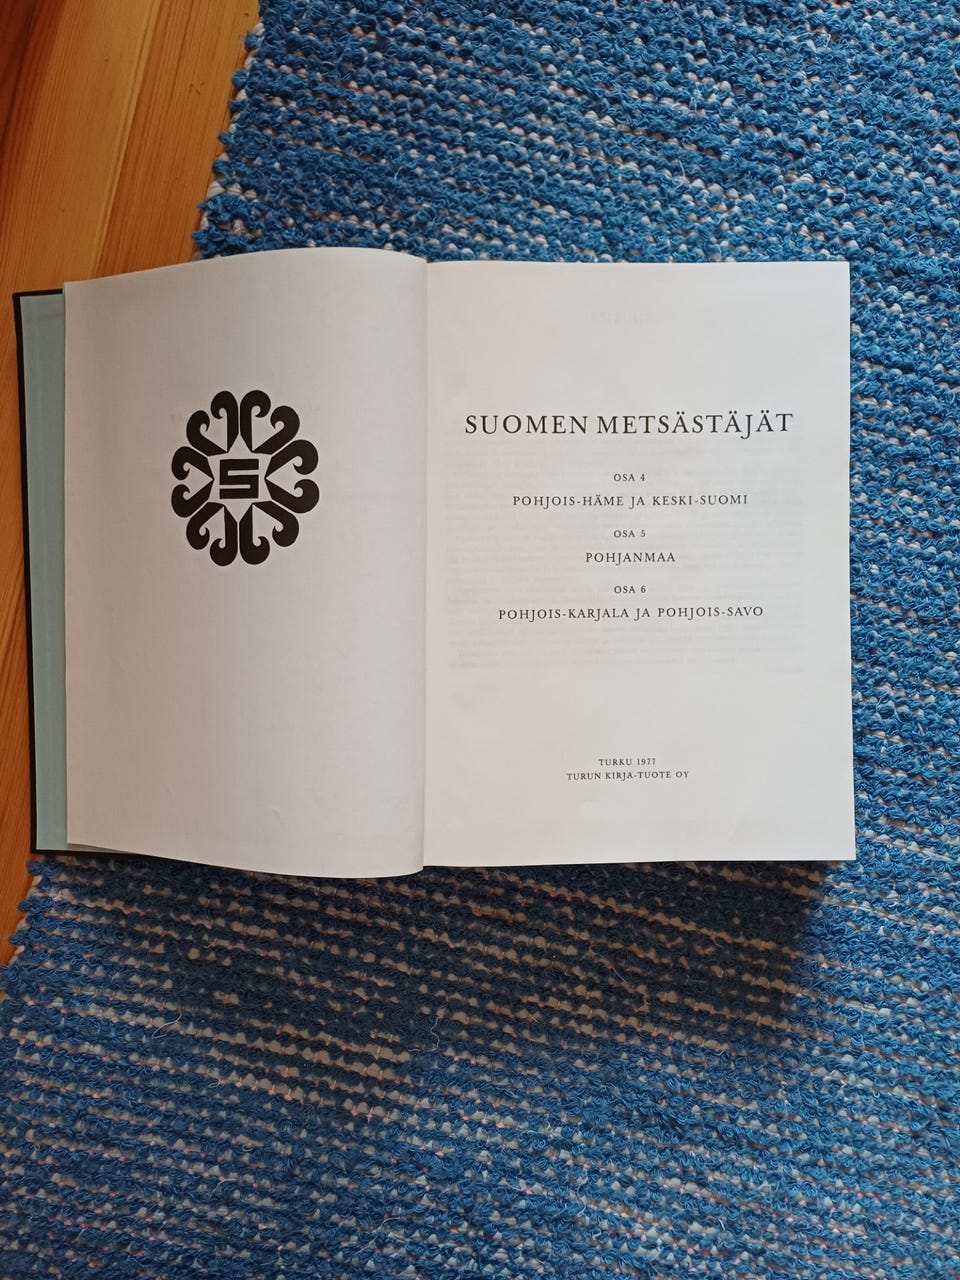 S
SUOMEN METSÄSTÄJÄT
OSA 4
POHJOIS-HÄME JA KESKI-SUOMI
OSA 5
POHJANMAA
OSA 6
POHJOIS-KARJALA JA POHJOIS-SAVO
TURKU 1977
TURUN KIRJA-TUOTE OY